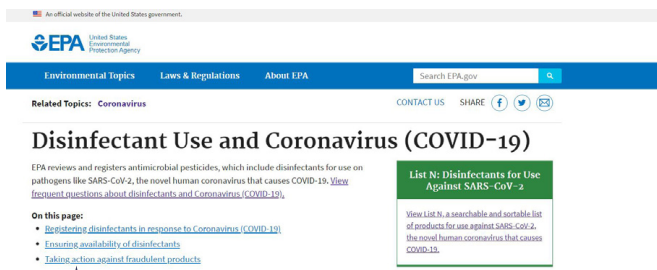 An official website of the United States government.
EPA United States
Environmental
Protection Agency
Environmental Topics Laws & Regulations About EPA Search EPA.gov
Related Topics: Coronavirus CONTACT US SHARE
Disinfectant Use and Coronavirus (COVID-19)
EPA reviews and registers antimicrobial pesticides, which include disinfectants for use on
pathogens like SARS-CoV-2, the novel human coronavirus that causes COVID-19. View
frequent questions about disinfectants and Coronavirus (COVID-19).
On this page:
• Registering disinfectants in response to Coronavirus (COVID-19)
• Ensuring availability of disinfectants
• Taking action against fraudulent products
List N: Disinfectants for Use
Against SARS-CoV-2
View List N, a searchable and sortable list
of products for use against SARS-CoV-2,
the novel human coronavirus that causes
COVID-19.